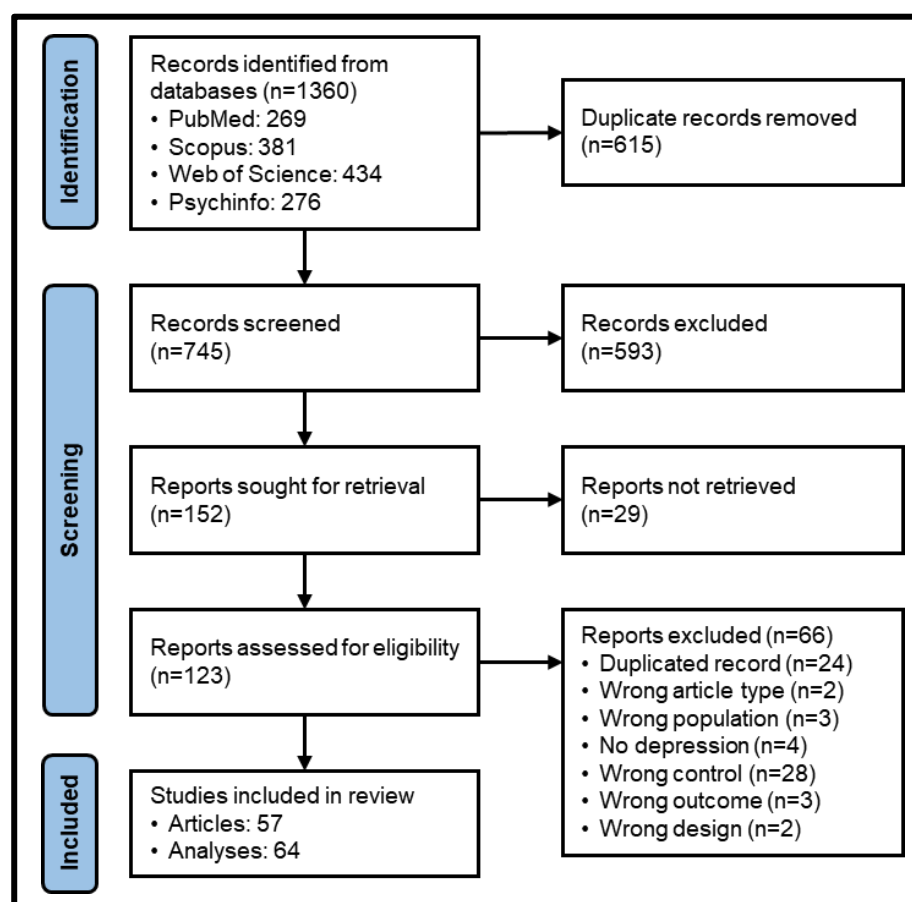 Identification
Records identified from
databases (n=1360)
• PubMed: 269
• Scopus: 381
• Web of Science: 434
• Psychinfo: 276
Duplicate records removed
(n=615)
Screening
Records screened
(n=745)
Records excluded
(n=593)
Reports sought for retrieval
(n=152)
Reports not retrieved
(n=29)
Reports assessed for eligibility
(n=123)
Reports excluded (n=66)
• Duplicated record (n=24)
• Wrong article type (n=2)
• Wrong population (n=3)
• No depression (n=4)
• Wrong control (n=28)
• Wrong outcome (n=3)
• Wrong design (n=2)
Included
Studies included in review
• Articles: 57
• Analyses: 64